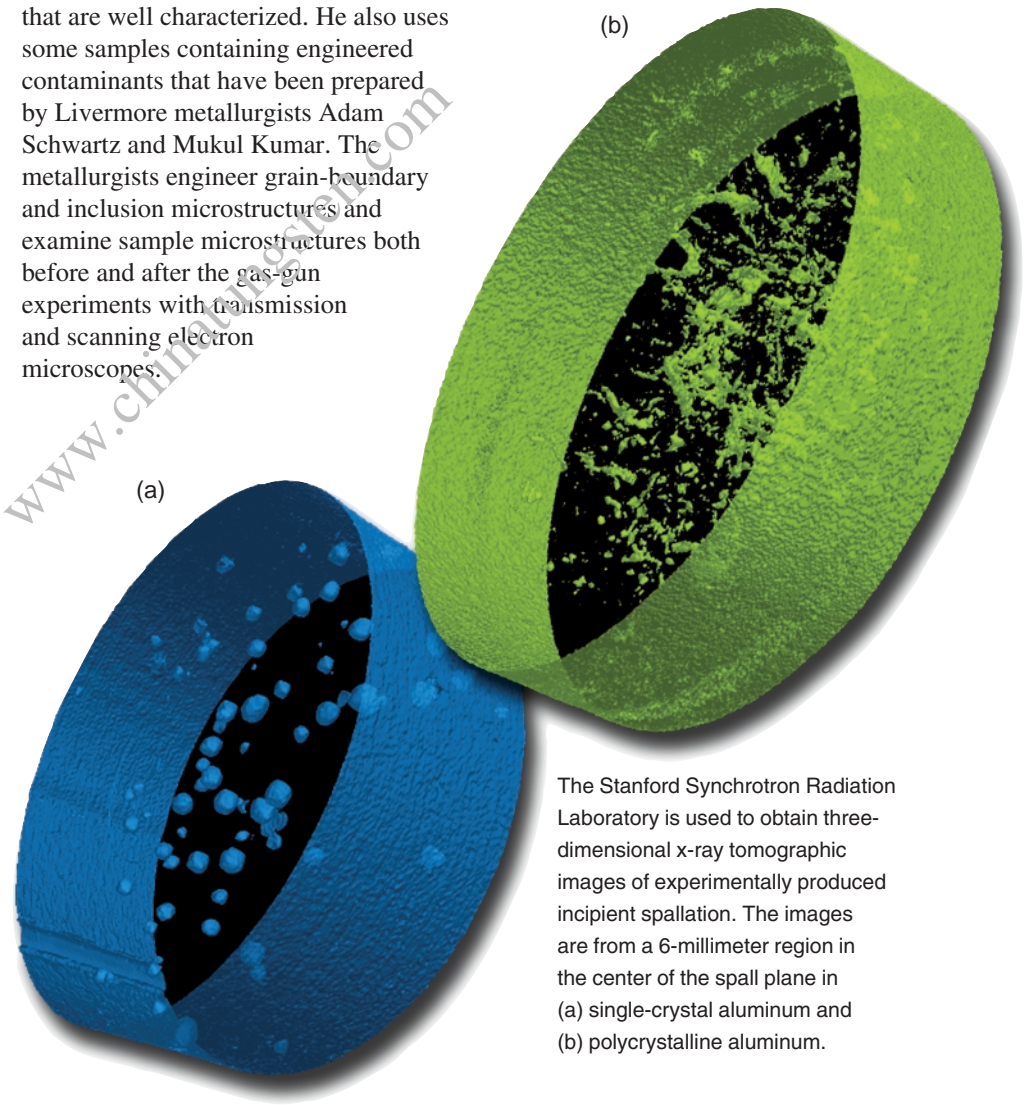 that are well characterized. He also uses
some samples containing engineered
contaminants that have been prepared
by Livermore metallurgists Adam
Schwartz and Mukul Kumar. The
metallurgists engineer grain-boundary
and inclusion microstructures and
examine sample microstructures both
before and after the gas-gun
experiments with transmission
and scanning electron
microscopes.
www.chinatungsten.com
(b)
(a)
The Stanford Synchrotron Radiation
Laboratory is used to obtain three-
dimensional x-ray tomographic
images of experimentally produced
incipient spallation. The images
are from a 6-millimeter region in
the center of the spall plane in
(a) single-crystal aluminum and
(b) polycrystalline aluminum.